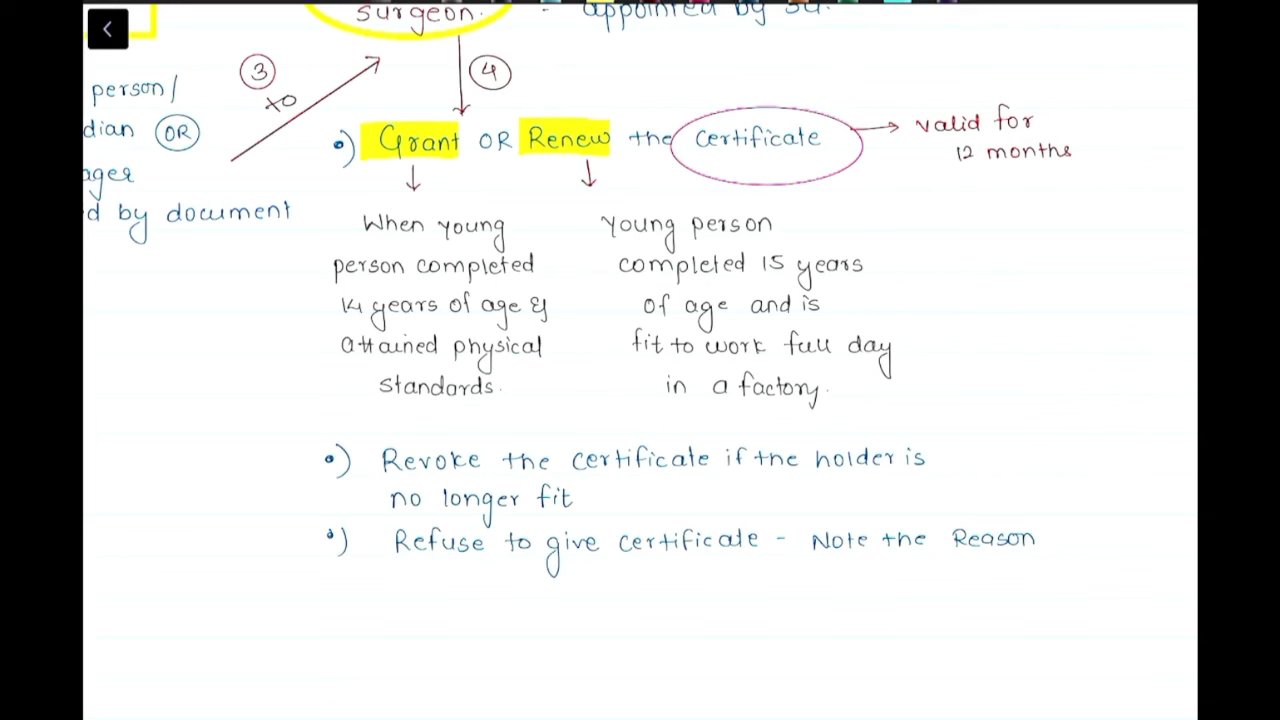 surgeon. - appointed by SG.
person/
dian OR
ager
d by document
3
to
4
•) Grant OR Renew the Certificate
valid for
12 months
When young
person completed
14 years of age &
attained physical
standards.
Young person
completed 15 years
of age and is
fit to work full day
in a factory.
•) Revoke the certificate if the holder is
no longer fit
•) Refuse to give certificate - Note the Reason